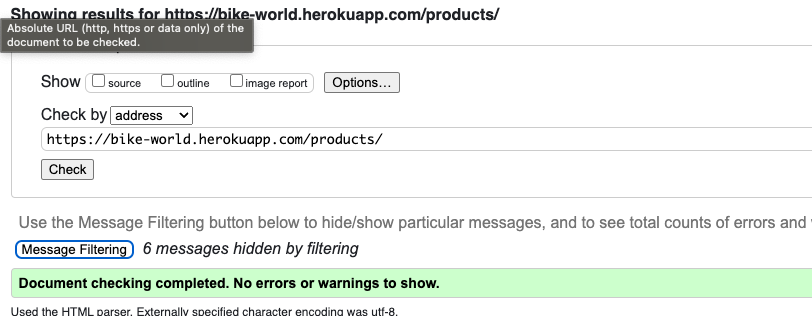 Showing results for https://bike-world.herokuapp.com/products/
Absolute URL (http, https or data only) of the
document to be checked.
Show source outline image report Options...
Check by address
https://bike-world.herokuapp.com/products/
Check
Use the Message Filtering button below to hide/show particular messages, and to see total counts of errors and
Message Filtering 6 messages hidden by filtering
Document checking completed. No errors or warnings to show.
Used the HTML parser. Externally specified character encoding was utf-8.